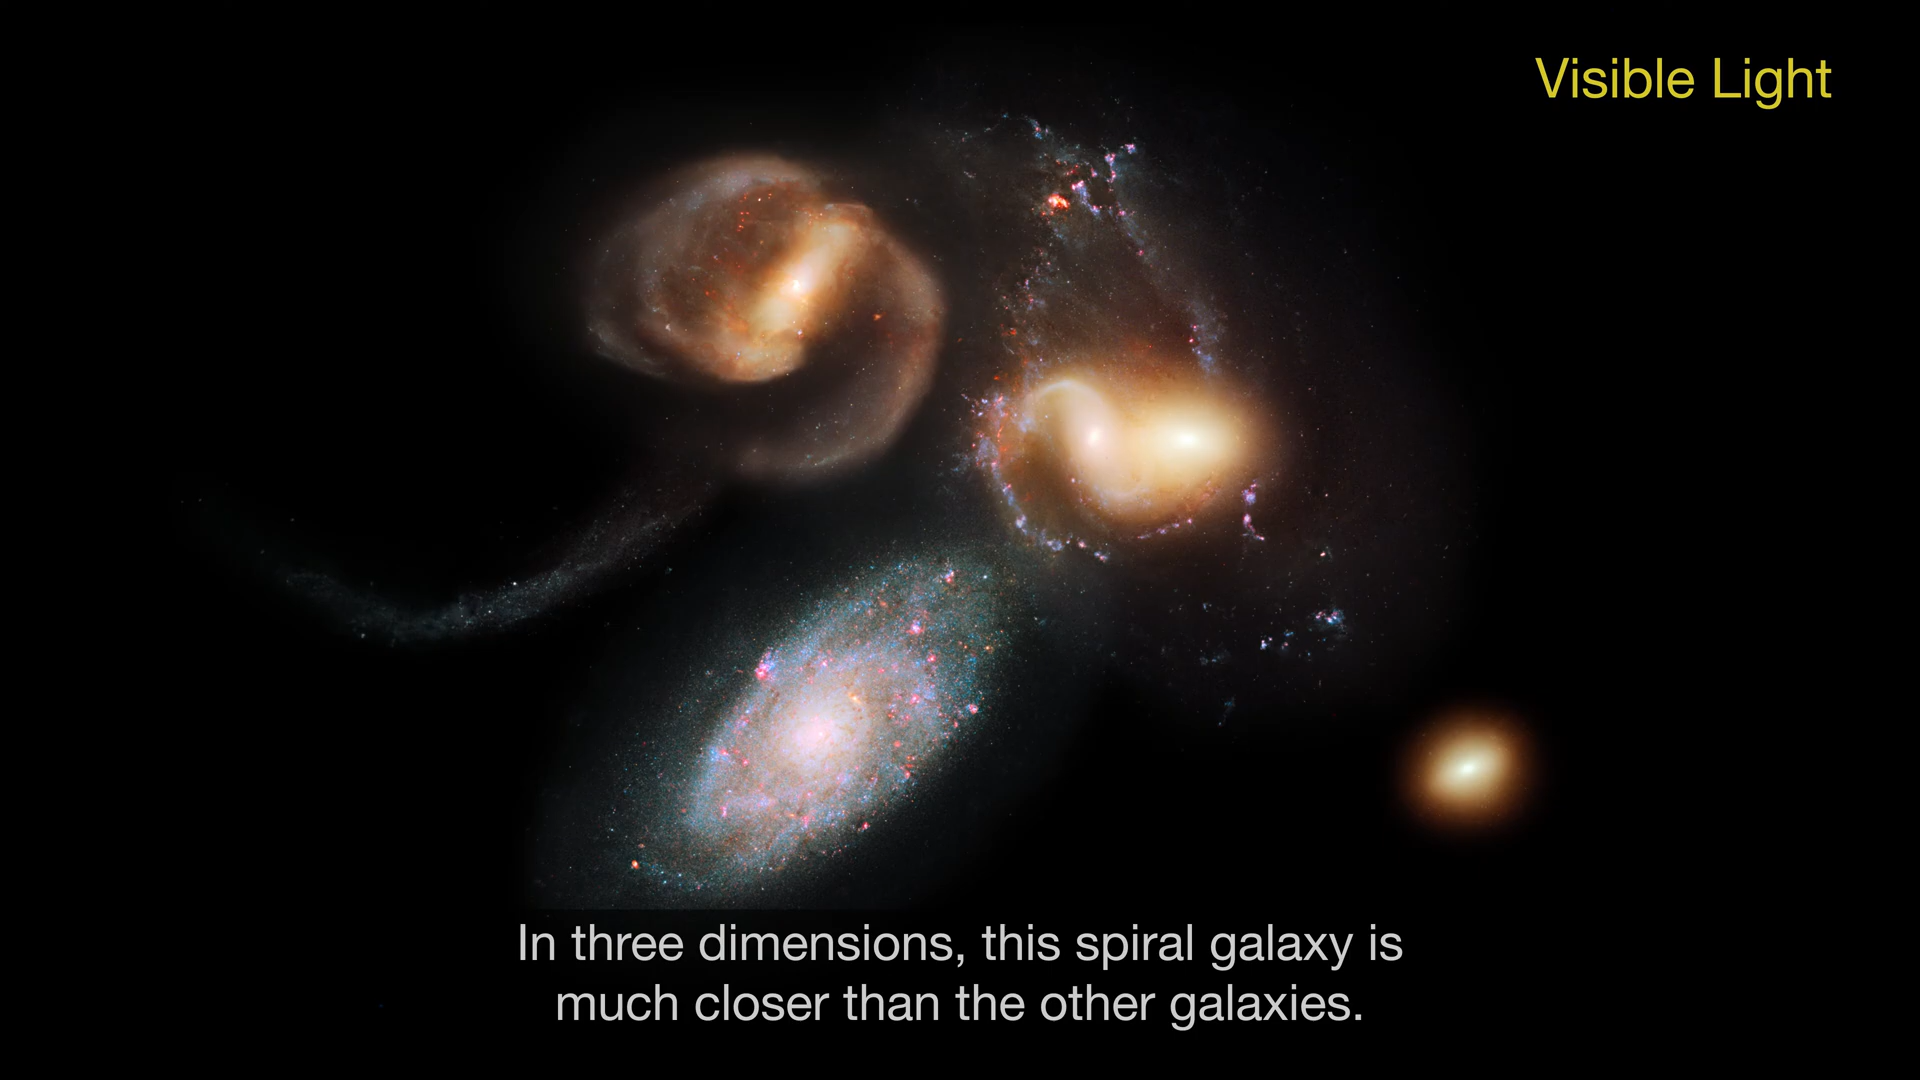 Visible Light
In three dimensions, this spiral galaxy is
much closer than the other galaxies.